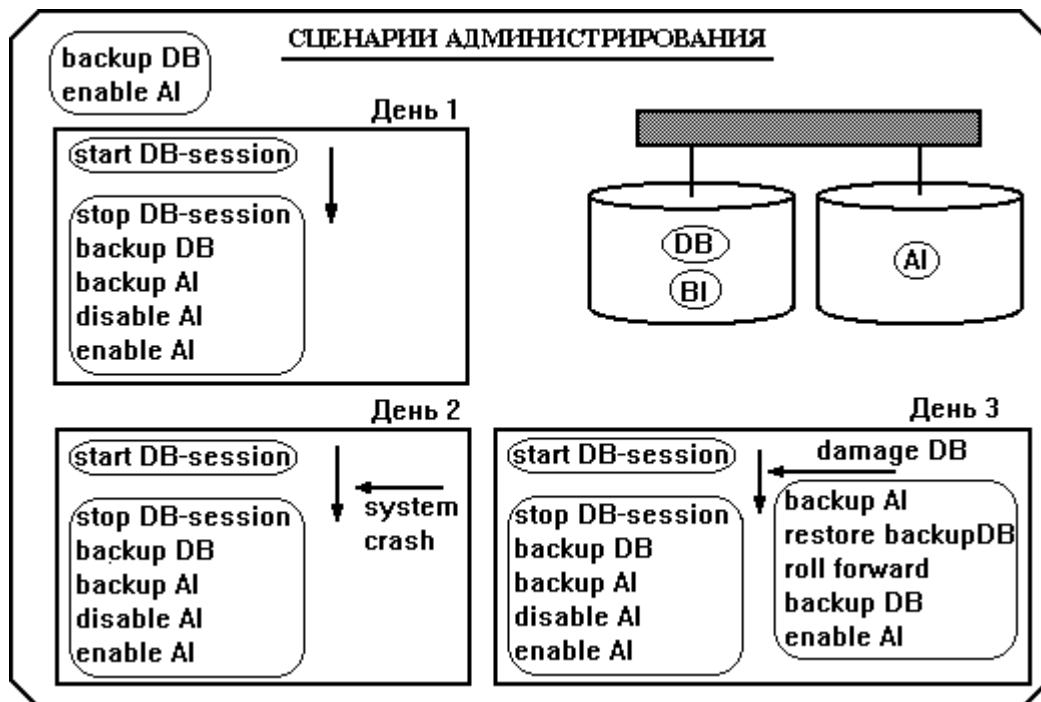 СЦЕНАРИИ АДМИНИСТРИРОВАНИЯ
backup DB
enable AI
День 1
start DB-session
stop DB-session
backup DB
backup AI
disable AI
enable AI
DB
BI
AI
День 2
start DB-session
system
crash
stop DB-session
backup DB
backup AI
disable AI
enable AI
День 3
start DB-session
damage DB
stop DB-session
backup DB
backup AI
disable AI
enable AI
backup AI
restore backupDB
roll forward
backup DB
enable AI